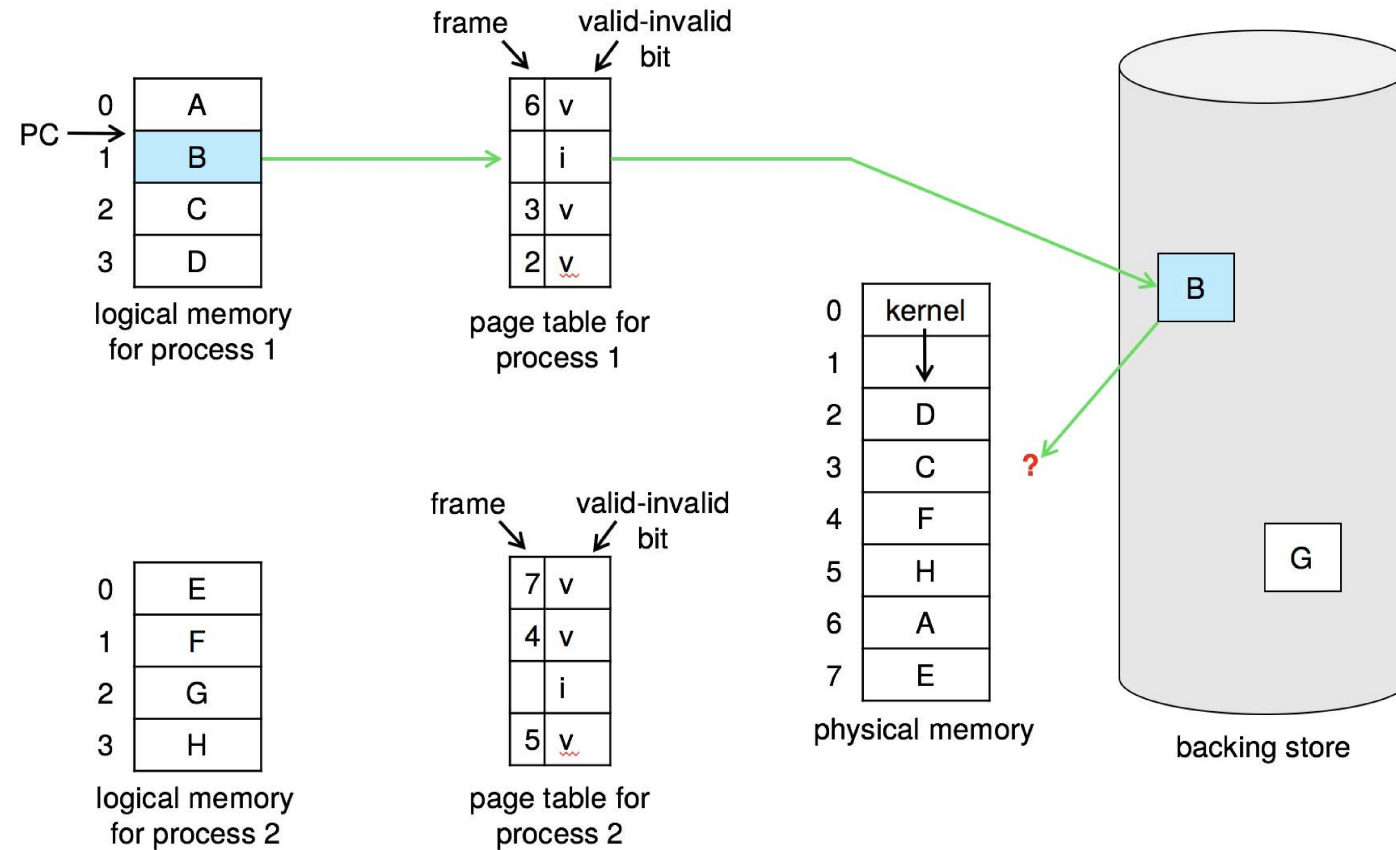 frame
valid-invalid
bit
0 A
PC
1 B
2 C
3 D
logical memory
for process 1
6 v
i
3 v
2 v
page table for
process 1
0 kernel
1
2 D
3 C
4 F
5 H
6 A
7 E
physical memory
?
B
G
backing store
0 E
1 F
2 G
3 H
logical memory
for process 2
frame
valid-invalid
bit
7 v
4 v
i
5 v
page table for
process 2